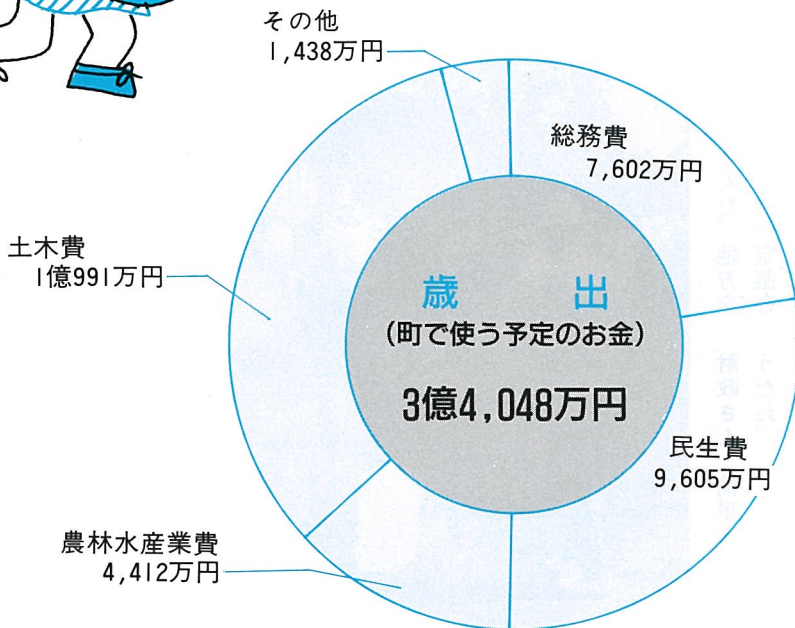 その他
1,438万円
総務費
7,602万円
土木費
1億991万円
歳 出
(町で使う予定のお金)
3億4,048万円
民生費
9,605万円
農林水産業費
4,412万円